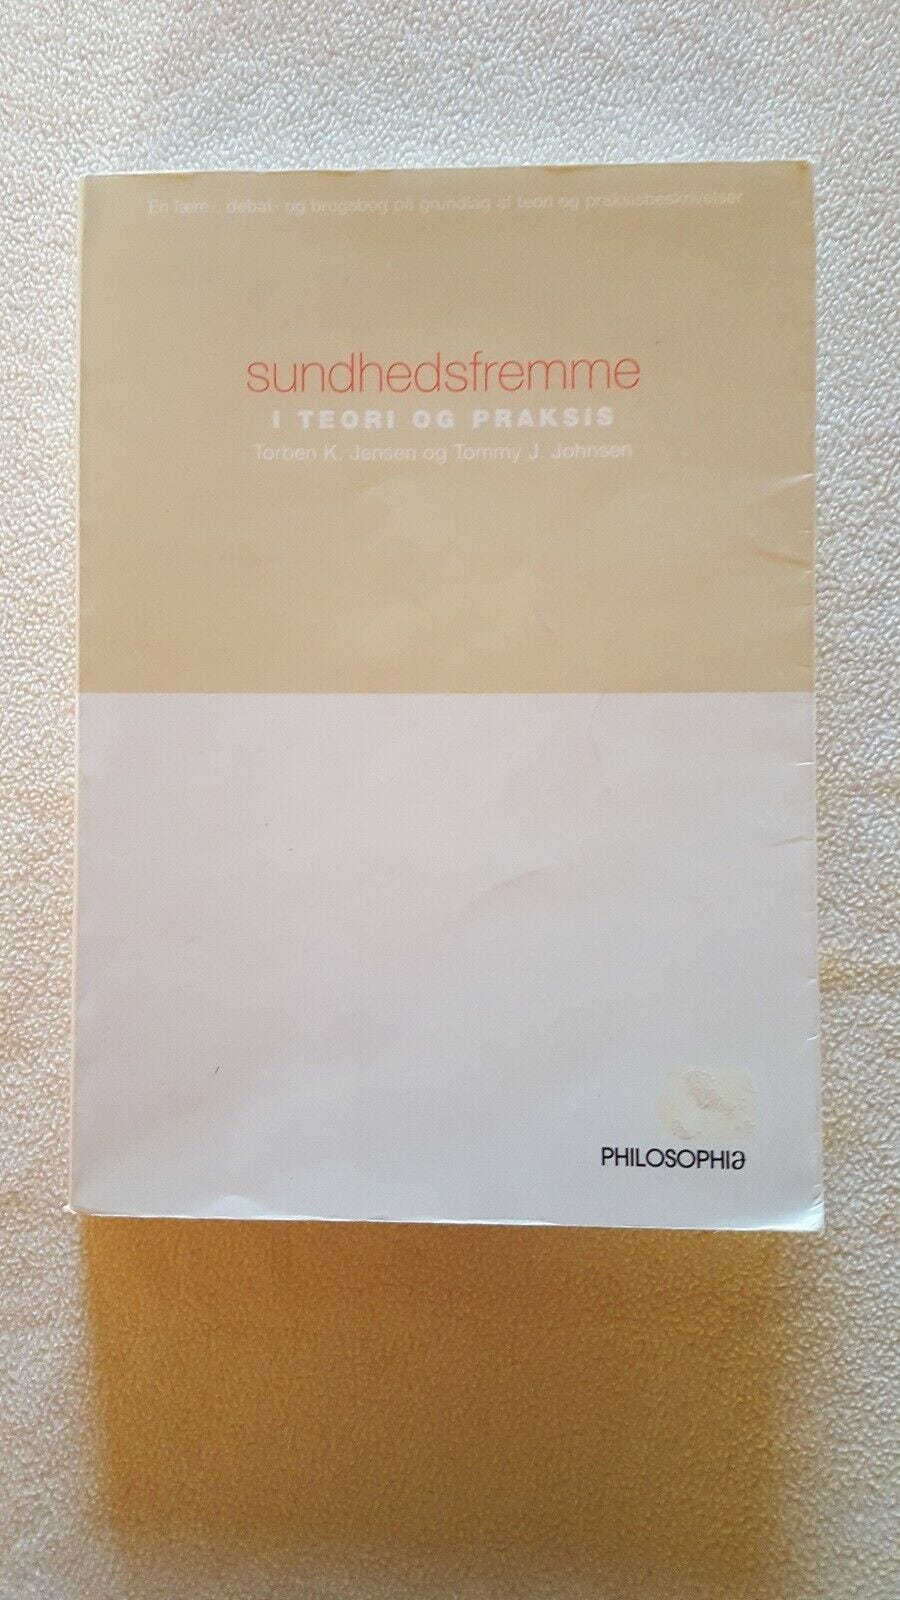 En lære-, debat- og brugsbog på grundlag af teori og praksisbeskrivelser
sundhedsfremme
I TEORI OG PRAKSIS
Torben K. Jensen og Tommy J. Johnsen
PHILOSOPHIA